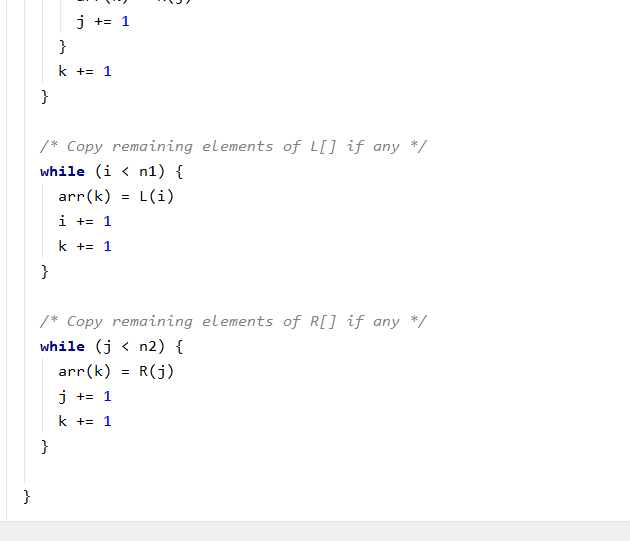 j += 1
}
k += 1
}
/* Copy remaining elements of L[] if any */
while (i < n1) {
arr(k) = L(i)
i += 1
k += 1
}
/* Copy remaining elements of R[] if any */
while (j < n2) {
arr(k) = R(j)
j += 1
k += 1
}
}